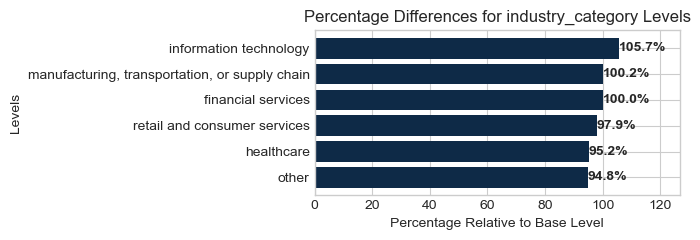 Percentage Differences for industry_category Levels
Levels
information technology 105.7%
manufacturing, transportation, or supply chain 100.2%
financial services 100.0%
retail and consumer services 97.9%
healthcare 95.2%
other 94.8%
0 20 40 60 80 100 120
Percentage Relative to Base Level